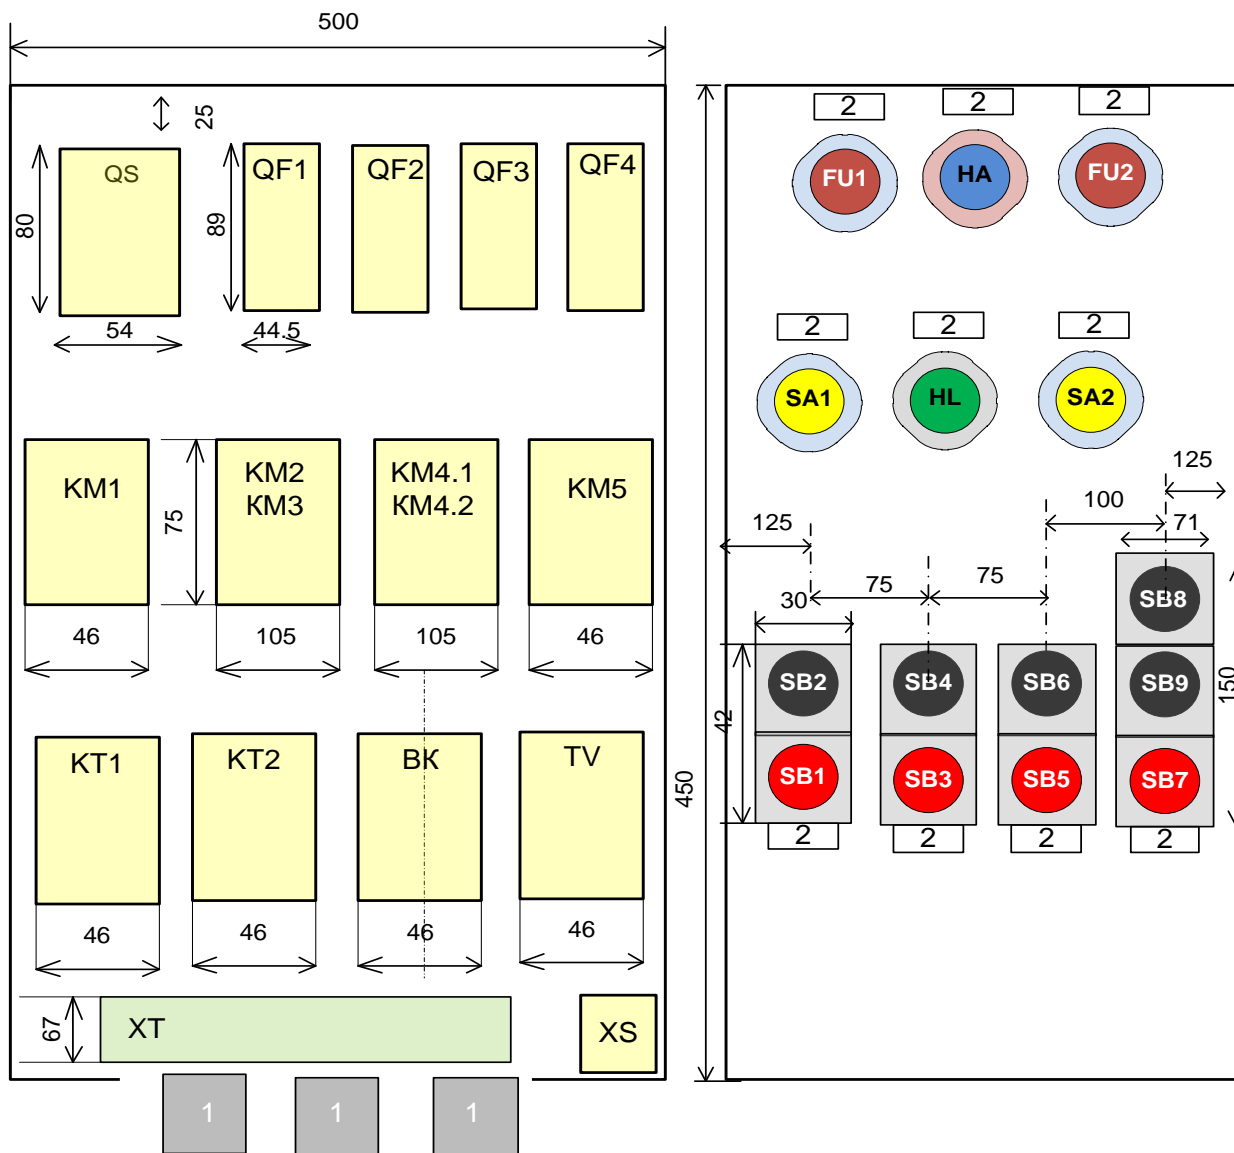 500
25
2
2
2
QS
QF1
QF2
QF3
QF4
FU1
HA
FU2
80
89
54
44.5
2
2
2
SA1
HL
SA2
KM1
KM2
КМ3
KM4.1
КМ4.2
KM5
75
125
100
125
71
75
75
30
46
105
105
46
SB8
SB2
SB4
SB6
SB9
150
42
KT1
KT2
ВК
TV
450
SB1
SB3
SB5
SB7
2
2
2
2
46
46
46
46
67
XT
XS
1
1
1